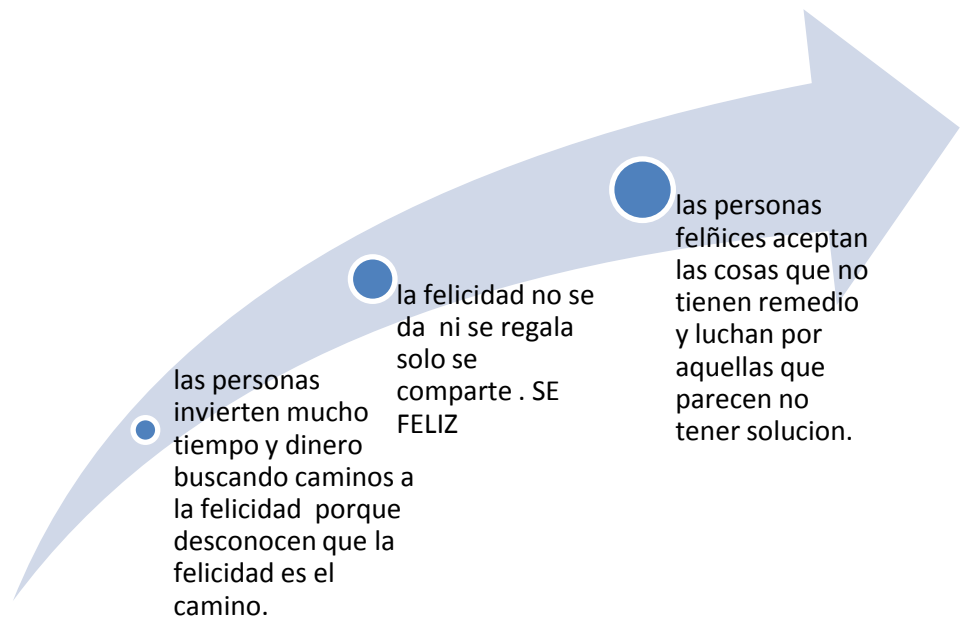 las personas
invierten mucho
tiempo y dinero
buscando caminos a
la felicidad  porque
desconocen que la
felicidad es el
camino.
la felicidad no se
da  ni se regala
solo se
comparte . SE
FELIZ
las personas
felñices aceptan
las cosas que no
tienen remedio
y luchan por
aquellas que
parecen no
tener solucion.